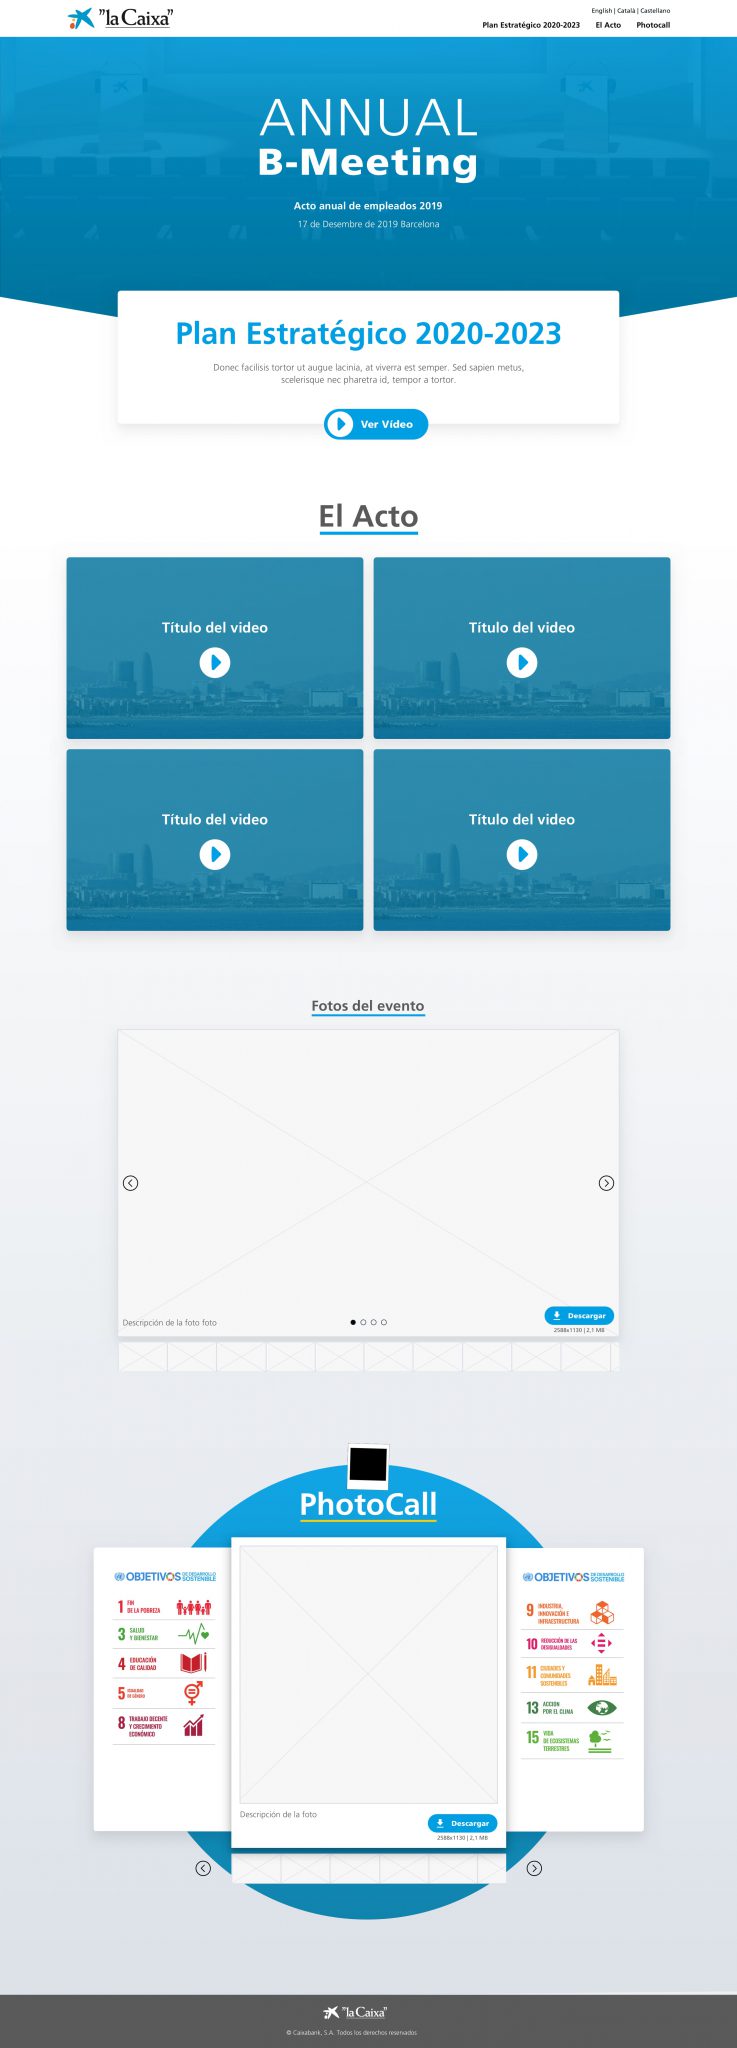 "la Caixa"
English | Català | Castellano
Plan Estratégico 2020-2023 El Acto Photocall
ANNUAL
B-Meeting
Acto anual de empleados 2019
17 de Desembre de 2019 Barcelona
Plan Estratégico 2020-2023
Donec facilisis tortor ut augue lacinia, at viverra est semper. Sed sapien metus,
scelerisque nec pharetra id, tempor a tortor.
Ver Vídeo
El Acto
Título del video
Título del video
Título del video
Título del video
Fotos del evento
Descripción de la foto foto
Descargar
2588x1130 | 2,1 MB
PhotoCall
OBJETIVOS DE DESARROLLO
SOSTENIBLE
1 FIN
DE LA POBREZA
3 SALUD
Y BIENESTAR
4 EDUCACIÓN
DE CALIDAD
5 IGUALDAD
DE GÉNERO
8 TRABAJO DECENTE
Y CRECIMIENTO
ECONÓMICO
Descripción de la foto
Descargar
2588x1130 | 2,1 MB
OBJETIVOS DE DESARROLLO
SOSTENIBLE
9 INDUSTRIA,
INNOVACIÓN E
INFRAESTRUCTURA
10 REDUCCIÓN DE LAS
DESIGUALDADES
11 CIUDADES Y
COMUNIDADES
SOSTENIBLES
13 ACCIÓN
POR EL CLIMA
15 VIDA
DE ECOSISTEMAS
TERRESTRES
"la Caixa"
© Caixabank, S.A. Todos los derechos reservados